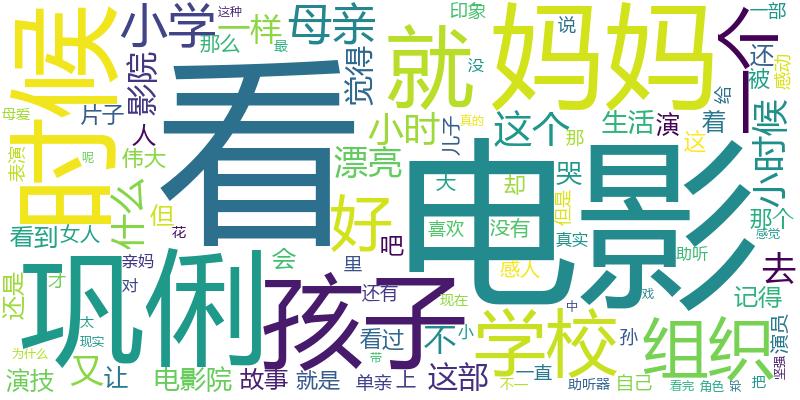 时候
小学
那么
一样
这种
最
母亲
印象
没
说
妈妈
一个
一部
还
感动
被
给
母爱
片子
影院
觉得
看
就
小时
这个
儿子
真的
那
生活
演
着
这
小时候
人
表演
呢
伟大
漂亮
大
却
哭
电影
但是
那个
感觉
看到
女人
什么
但
花
好
吧
喜欢
没有
真实
助听
去
还是
才
亲妈
对
巩俐
会
里
孩子
还有
感人
现在
戏
记得
太
现实
为什么
看过
不
小
学校
中
孙
组织
演员
坚强
演技
又
让
电影院
故事
就是
单亲
上
带
这部
不一
一直
助听器
自己
看完
角色
把